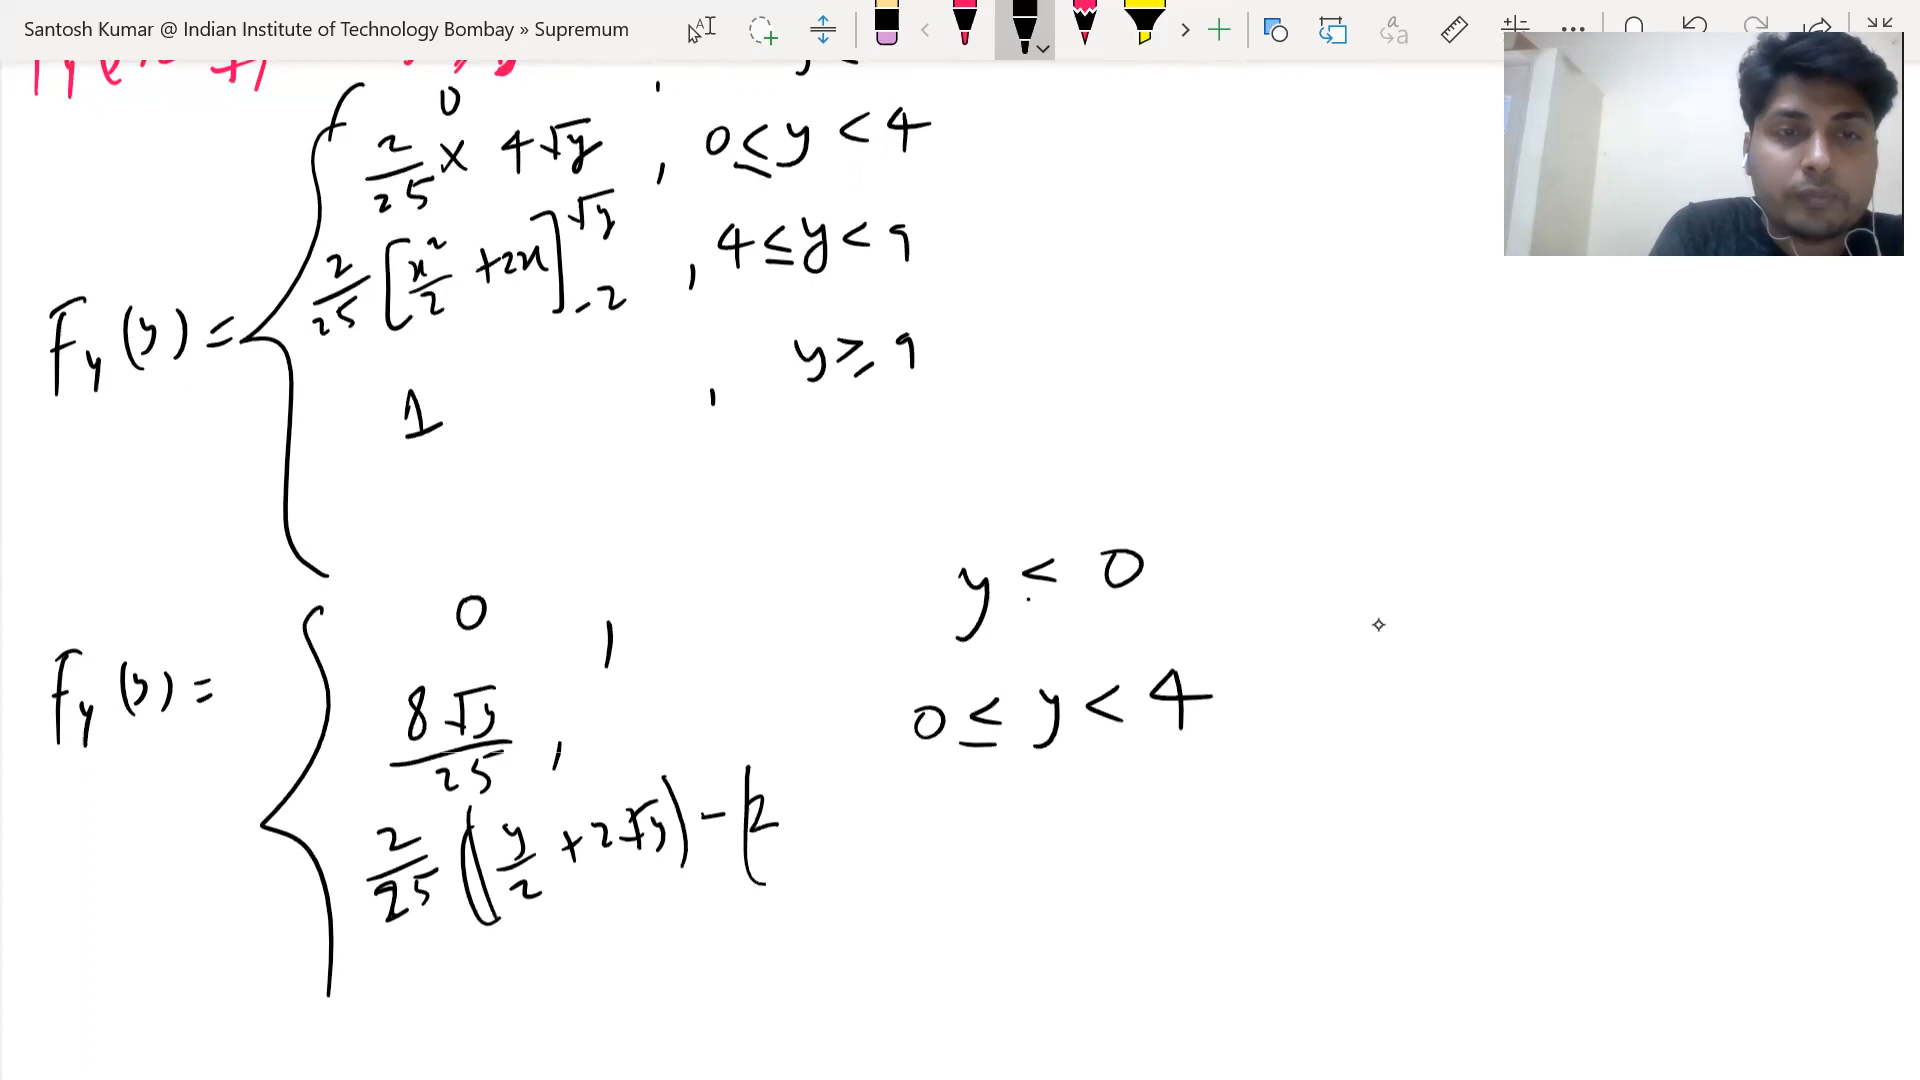 Santosh Kumar @ Indian Institute of Technology Bombay » Supremum
0 ,
2/25 × 4√y , 0 ≤ y < 4
F_y(y) = 2/25 [x²/2 + 2x]_{-2}^{√y} , 4 ≤ y < 9
1 , y ≥ 9
0 , y < 0
F_y(y) = 8√y/25 , 0 ≤ y < 4
2/25 ((y/2 + 2√y) - (2